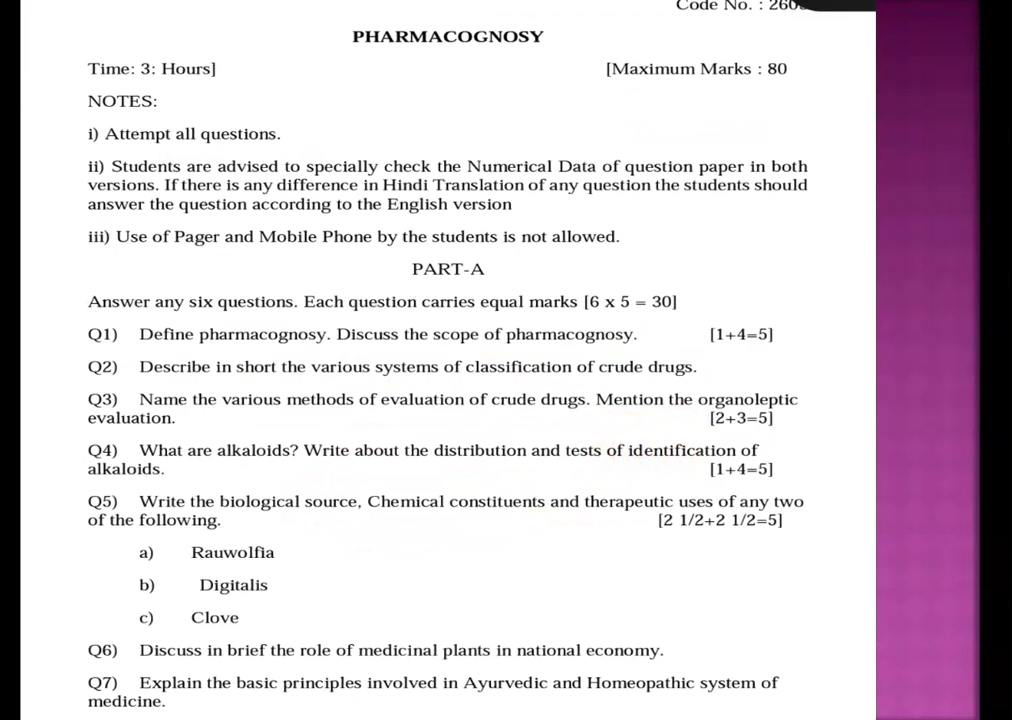 Code No. : 260
PHARMACOGNOSY
Time: 3: Hours] [Maximum Marks : 80
NOTES:
i) Attempt all questions.
ii) Students are advised to specially check the Numerical Data of question paper in both
versions. If there is any difference in Hindi Translation of any question the students should
answer the question according to the English version
iii) Use of Pager and Mobile Phone by the students is not allowed.
PART-A
Answer any six questions. Each question carries equal marks [6 x 5 = 30]
Q1) Define pharmacognosy. Discuss the scope of pharmacognosy. [1+4=5]
Q2) Describe in short the various systems of classification of crude drugs.
Q3) Name the various methods of evaluation of crude drugs. Mention the organoleptic
evaluation. [2+3=5]
Q4) What are alkaloids? Write about the distribution and tests of identification of
alkaloids. [1+4=5]
Q5) Write the biological source, Chemical constituents and therapeutic uses of any two
of the following. [2 1/2+2 1/2=5]
a) Rauwolfia
b) Digitalis
c) Clove
Q6) Discuss in brief the role of medicinal plants in national economy.
Q7) Explain the basic principles involved in Ayurvedic and Homeopathic system of
medicine.